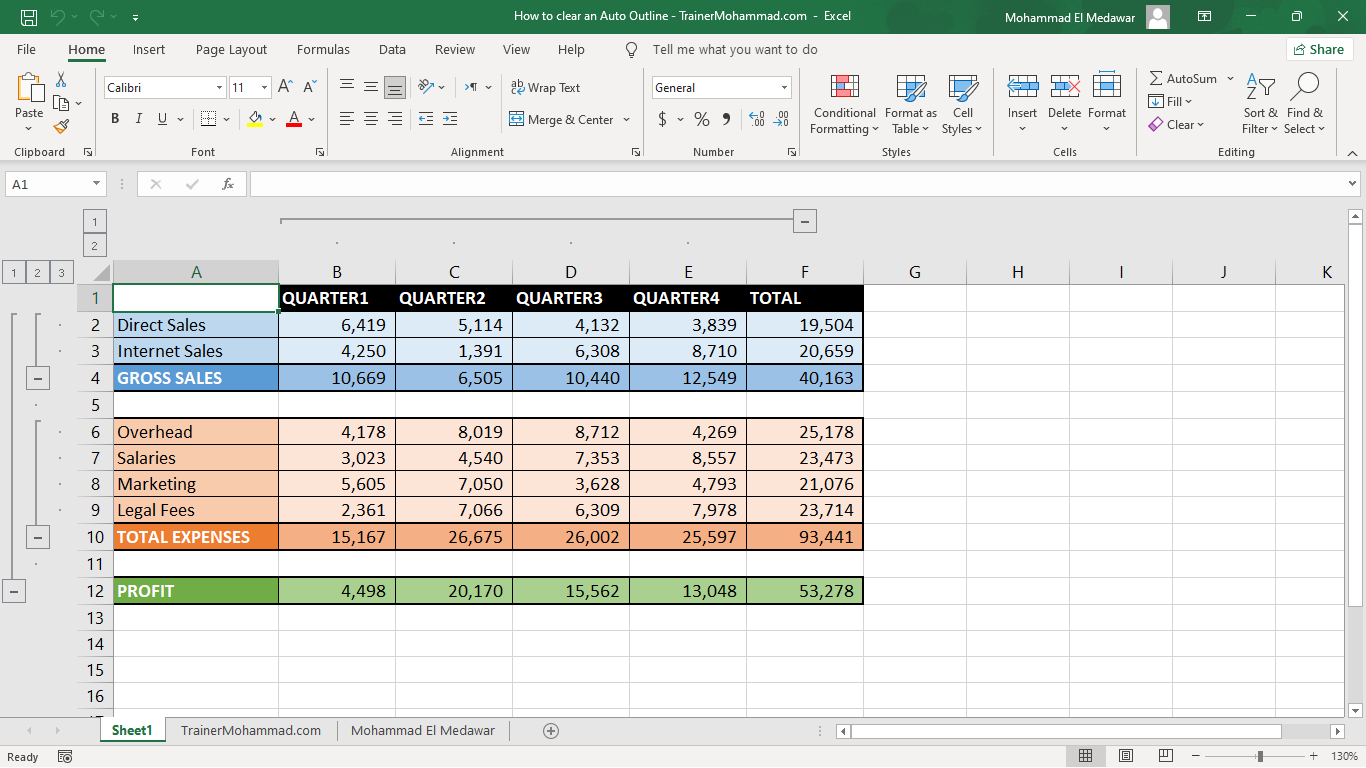 How to clear an Auto Outline - TrainerMohammad.com - Excel
Mohammad El Medawar
File Home Insert Page Layout Formulas Data Review View Help Tell me what you want to do Share
Paste
Calibri 11 A A
B I U A
ab Wrap Text
Merge & Center
General
$ % 9 .00 .00
Conditional Formatting
Format as Table
Cell Styles
Insert
Delete
Format
AutoSum
Fill
Clear
Sort & Filter
Find & Select
Clipboard Font Alignment Number Styles Cells Editing
A1 fx
1
2
1 2 3 A B C D E F G H I J K
1 QUARTER1 QUARTER2 QUARTER3 QUARTER4 TOTAL
2 Direct Sales 6,419 5,114 4,132 3,839 19,504
3 Internet Sales 4,250 1,391 6,308 8,710 20,659
4 GROSS SALES 10,669 6,505 10,440 12,549 40,163
5
6 Overhead 4,178 8,019 8,712 4,269 25,178
7 Salaries 3,023 4,540 7,353 8,557 23,473
8 Marketing 5,605 7,050 3,628 4,793 21,076
9 Legal Fees 2,361 7,066 6,309 7,978 23,714
10 TOTAL EXPENSES 15,167 26,675 26,002 25,597 93,441
11
12 PROFIT 4,498 20,170 15,562 13,048 53,278
13
14
15
16
Sheet1 TrainerMohammad.com Mohammad El Medawar
Ready 130%